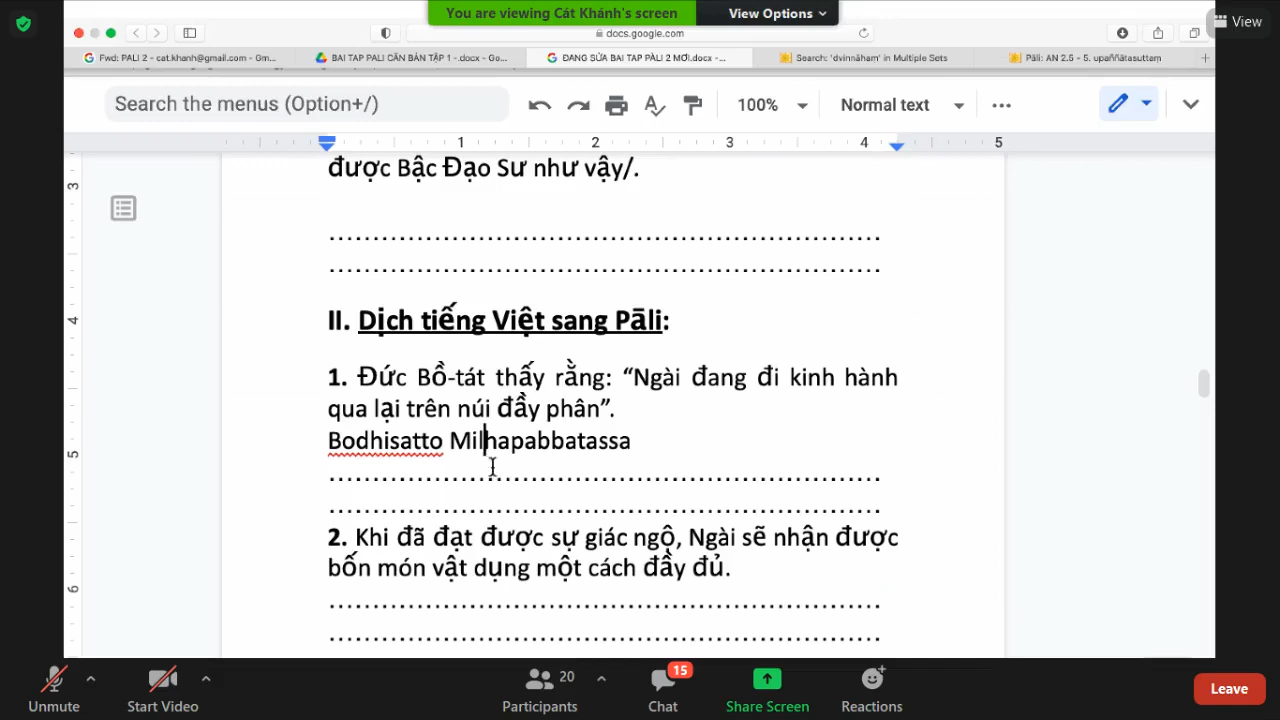 You are viewing Cát Khánh's screen
View Options
View
docs.google.com
Fwd: PALI 2 - cat.khanh@gmail.com - Gm...
BAI TAP PALI CĂN BẢN TẬP 1 -.docx - Go...
ĐANG SỬA BAI TAP PÀLI 2 MƠI.docx -...
Search: 'dvinnāham' in Multiple Sets
Pāli: AN 2.5 - 5. upaññātasuttam
Search the menus (Option+/)
100%
Normal text
1 2 3 4 5
3
được Bậc Đạo Sư như vậy/.
................................................................
................................................................
4
II. Dịch tiếng Việt sang Pāli:
1. Đức Bồ-tát thấy rằng: “Ngài đang đi kinh hành
qua lại trên núi đầy phân”.
5
Bodhisatto Milhapabbatassa
................................................................
................................................................
2. Khi đã đạt được sự giác ngộ, Ngài sẽ nhận được
bốn món vật dụng một cách đầy đủ.
6
................................................................
................................................................
Unmute
Start Video
Participants
20
Chat
15
Share Screen
Reactions
Leave